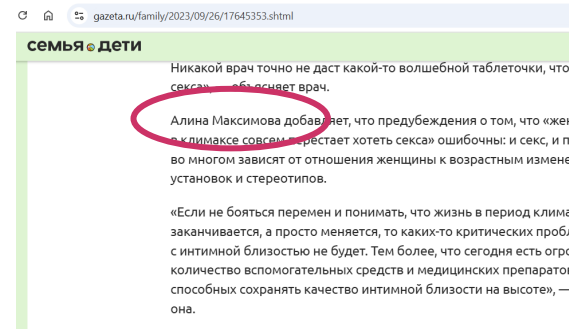 gazeta.ru/family/2023/09/26/17645353.shtml
семья дети
Никакой врач точно не даст какой-то волшебной таблеточки, что
секса», — объясняет врач.
Алина Максимова добавляет, что предубеждения о том, что «жен
в климаксе совсем перестает хотеть секса» ошибочны: и секс, и п
во многом зависят от отношения женщины к возрастным измене
установок и стереотипов.
«Если не бояться перемен и понимать, что жизнь в период клима
заканчивается, а просто меняется, то каких-то критических пробл
с интимной близостью не будет. Тем более, что сегодня есть огро
количество вспомогательных средств и медицинских препарато
способных сохранять качество интимной близости на высоте», —
она.